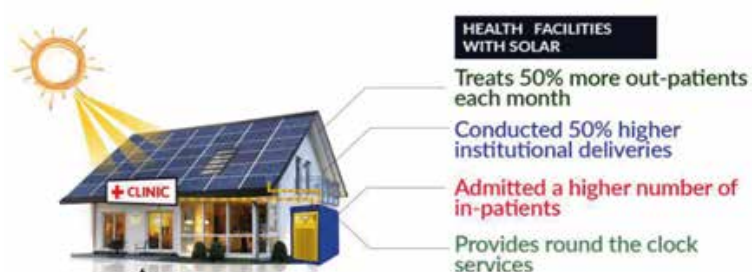 HEALTH FACILITIES
WITH SOLAR
Treats 50% more out-patients
each month
Conducted 50% higher
institutional deliveries
CLINIC
Admitted a higher number of
in-patients
Provides round the clock
services